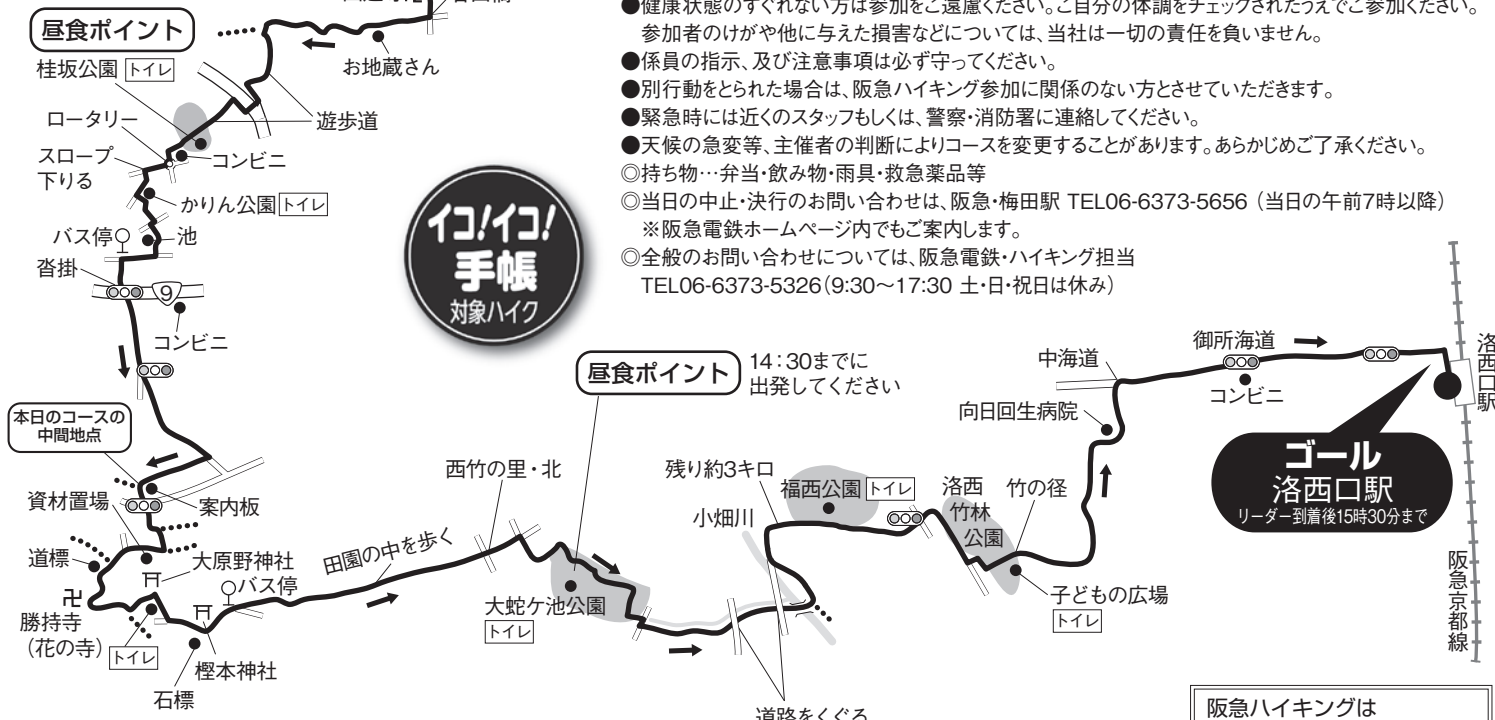 ●健康状態のすぐれない方は参加をご遠慮ください。ご自分の体調をチェックされたうえでご参加ください。
参加者のけがや他に与えた損害などについては、当社は一切の責任を負いません。
●係員の指示、及び注意事項は必ず守ってください。
●別行動をとられた場合は、阪急ハイキング参加に関係のない方とさせていただきます。
●緊急時には近くのスタッフもしくは、警察・消防署に連絡してください。
●天候の急変等、主催者の判断によりコースを変更することがあります。あらかじめご了承ください。
◎持ち物…弁当・飲み物・雨具・救急薬品等
◎当日の中止・決行のお問い合わせは、阪急・梅田駅 TEL06-6373-5656（当日の午前7時以降）
※阪急電鉄ホームページ内でもご案内します。
◎全般のお問い合わせについては、阪急電鉄・ハイキング担当
TEL06-6373-5326(9:30～17:30 土・日・祝日は休み)
昼食ポイント
桂坂公園 トイレ
お地蔵さん
遊歩道
ロータリー
コンビニ
スロープ
下りる
かりん公園 トイレ
バス停
池
沓掛
9
コンビニ
イコ!イコ!
手帳
対象ハイク
本日のコースの
中間地点
案内板
資材置場
道標
大原野神社
バス停
勝持寺
(花の寺)
トイレ
樫本神社
石標
田園の中を歩く
西竹の里・北
昼食ポイント
14:30までに
出発してください
大蛇ケ池公園
トイレ
道路をくぐる
小畑川
残り約3キロ
福西公園 トイレ
洛西
竹林
公園
竹の径
子どもの広場
トイレ
向日回生病院
中海道
御所海道
コンビニ
ゴール
洛西口駅
リーダー到着後15時30分まで
洛西口駅
阪急京都線
阪急ハイキングは